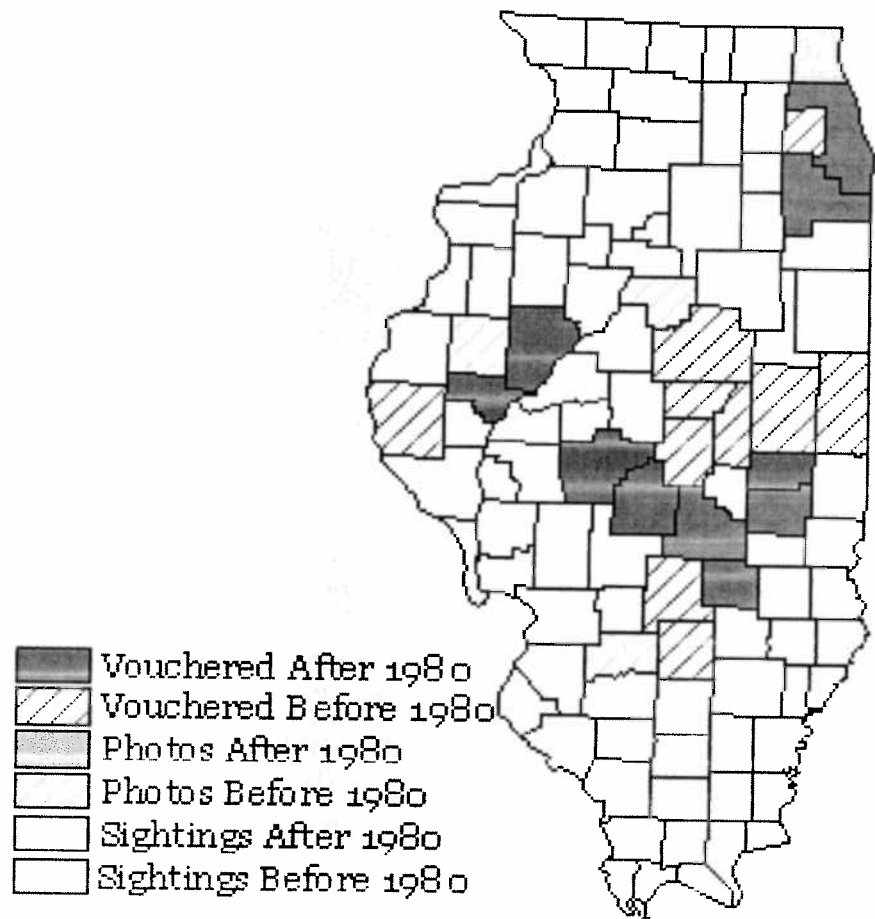 Vouchered After 1980
Vouchered Before 1980
Photos After 1980
Photos Before 1980
Sightings After 1980
Sightings Before 1980